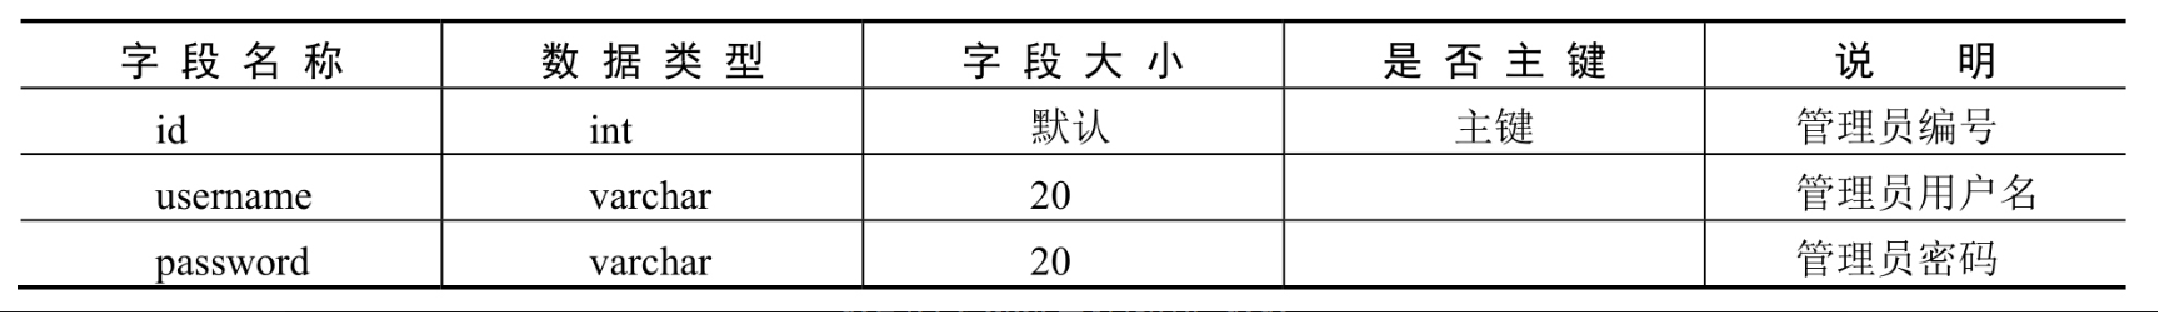 字段名称 数据类型 字段大小 是否主键 说 明
id int 默认 主键 管理员编号
username varchar 20 管理员用户名
password varchar 20 管理员密码